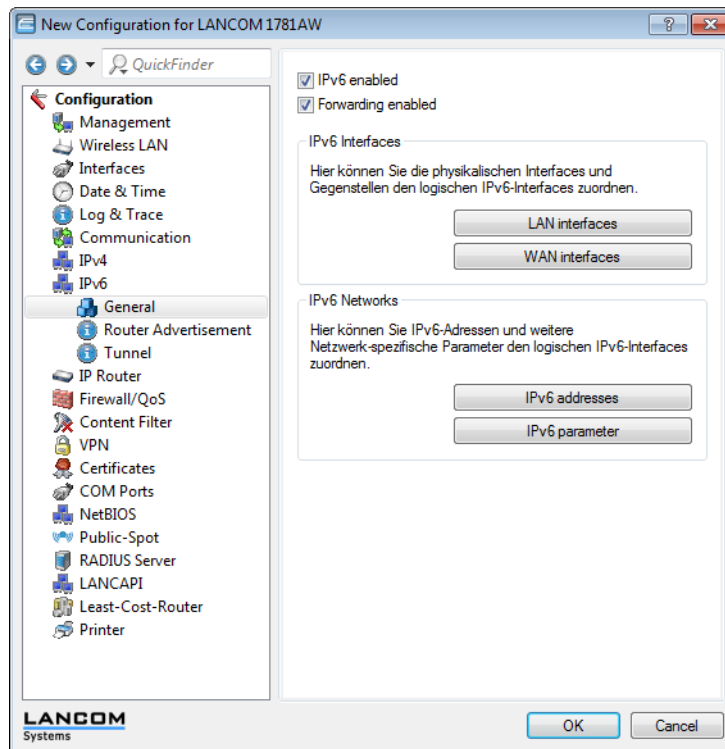 New Configuration for LANCOM 1781AW
QuickFinder
Configuration
Management
Wireless LAN
Interfaces
Date & Time
Log & Trace
Communication
IPv4
IPv6
General
Router Advertisement
Tunnel
IP Router
Firewall/QoS
Content Filter
VPN
Certificates
COM Ports
NetBIOS
Public-Spot
RADIUS Server
LANCAPI
Least-Cost-Router
Printer
IPv6 enabled
Forwarding enabled
IPv6 Interfaces
Hier können Sie die physikalischen Interfaces und
Gegenstellen den logischen IPv6-Interfaces zuordnen.
LAN interfaces
WAN interfaces
IPv6 Networks
Hier können Sie IPv6-Adressen und weitere
Netzwerk-spezifische Parameter den logischen IPv6-Interfaces
zuordnen.
IPv6 addresses
IPv6 parameter
LANCOM
Systems
OK
Cancel